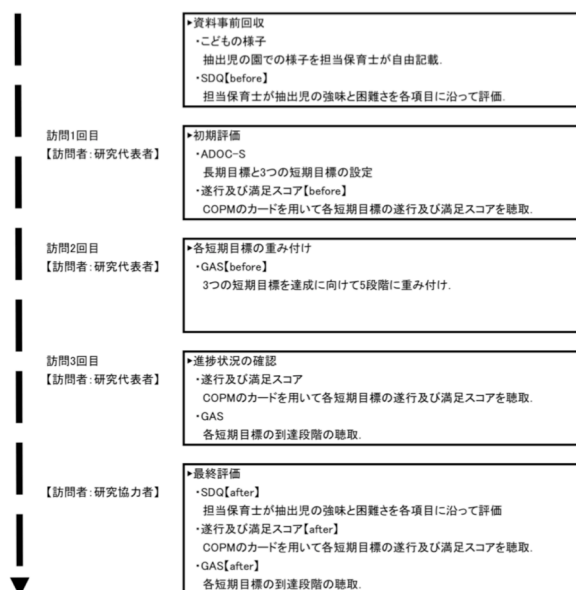 ▸資料事前回収
・こどもの様子
抽出児の園での様子を担当保育士が自由記載.
・SDQ【before】
担当保育士が抽出児の強味と困難さを各項目に沿って評価.
訪問1回目
【訪問者:研究代表者】
▸初期評価
・ADOC-S
長期目標と3つの短期目標の設定
・遂行及び満足スコア【before】
COPMのカードを用いて各短期目標の遂行及び満足スコアを聴取.
訪問2回目
【訪問者:研究代表者】
▸各短期目標の重み付け
・GAS【before】
3つの短期目標を達成に向けて5段階に重み付け.
訪問3回目
【訪問者:研究代表者】
▸進捗状況の確認
・遂行及び満足スコア
COPMのカードを用いて各短期目標の遂行及び満足スコアを聴取.
・GAS
各短期目標の到達段階の聴取.
【訪問者:研究協力者】
▸最終評価
・SDQ【after】
担当保育士が抽出児の強味と困難さを各項目に沿って評価
・遂行及び満足スコア【after】
COPMのカードを用いて各短期目標の遂行及び満足スコアを聴取.
・GAS【after】
各短期目標の到達段階の聴取.